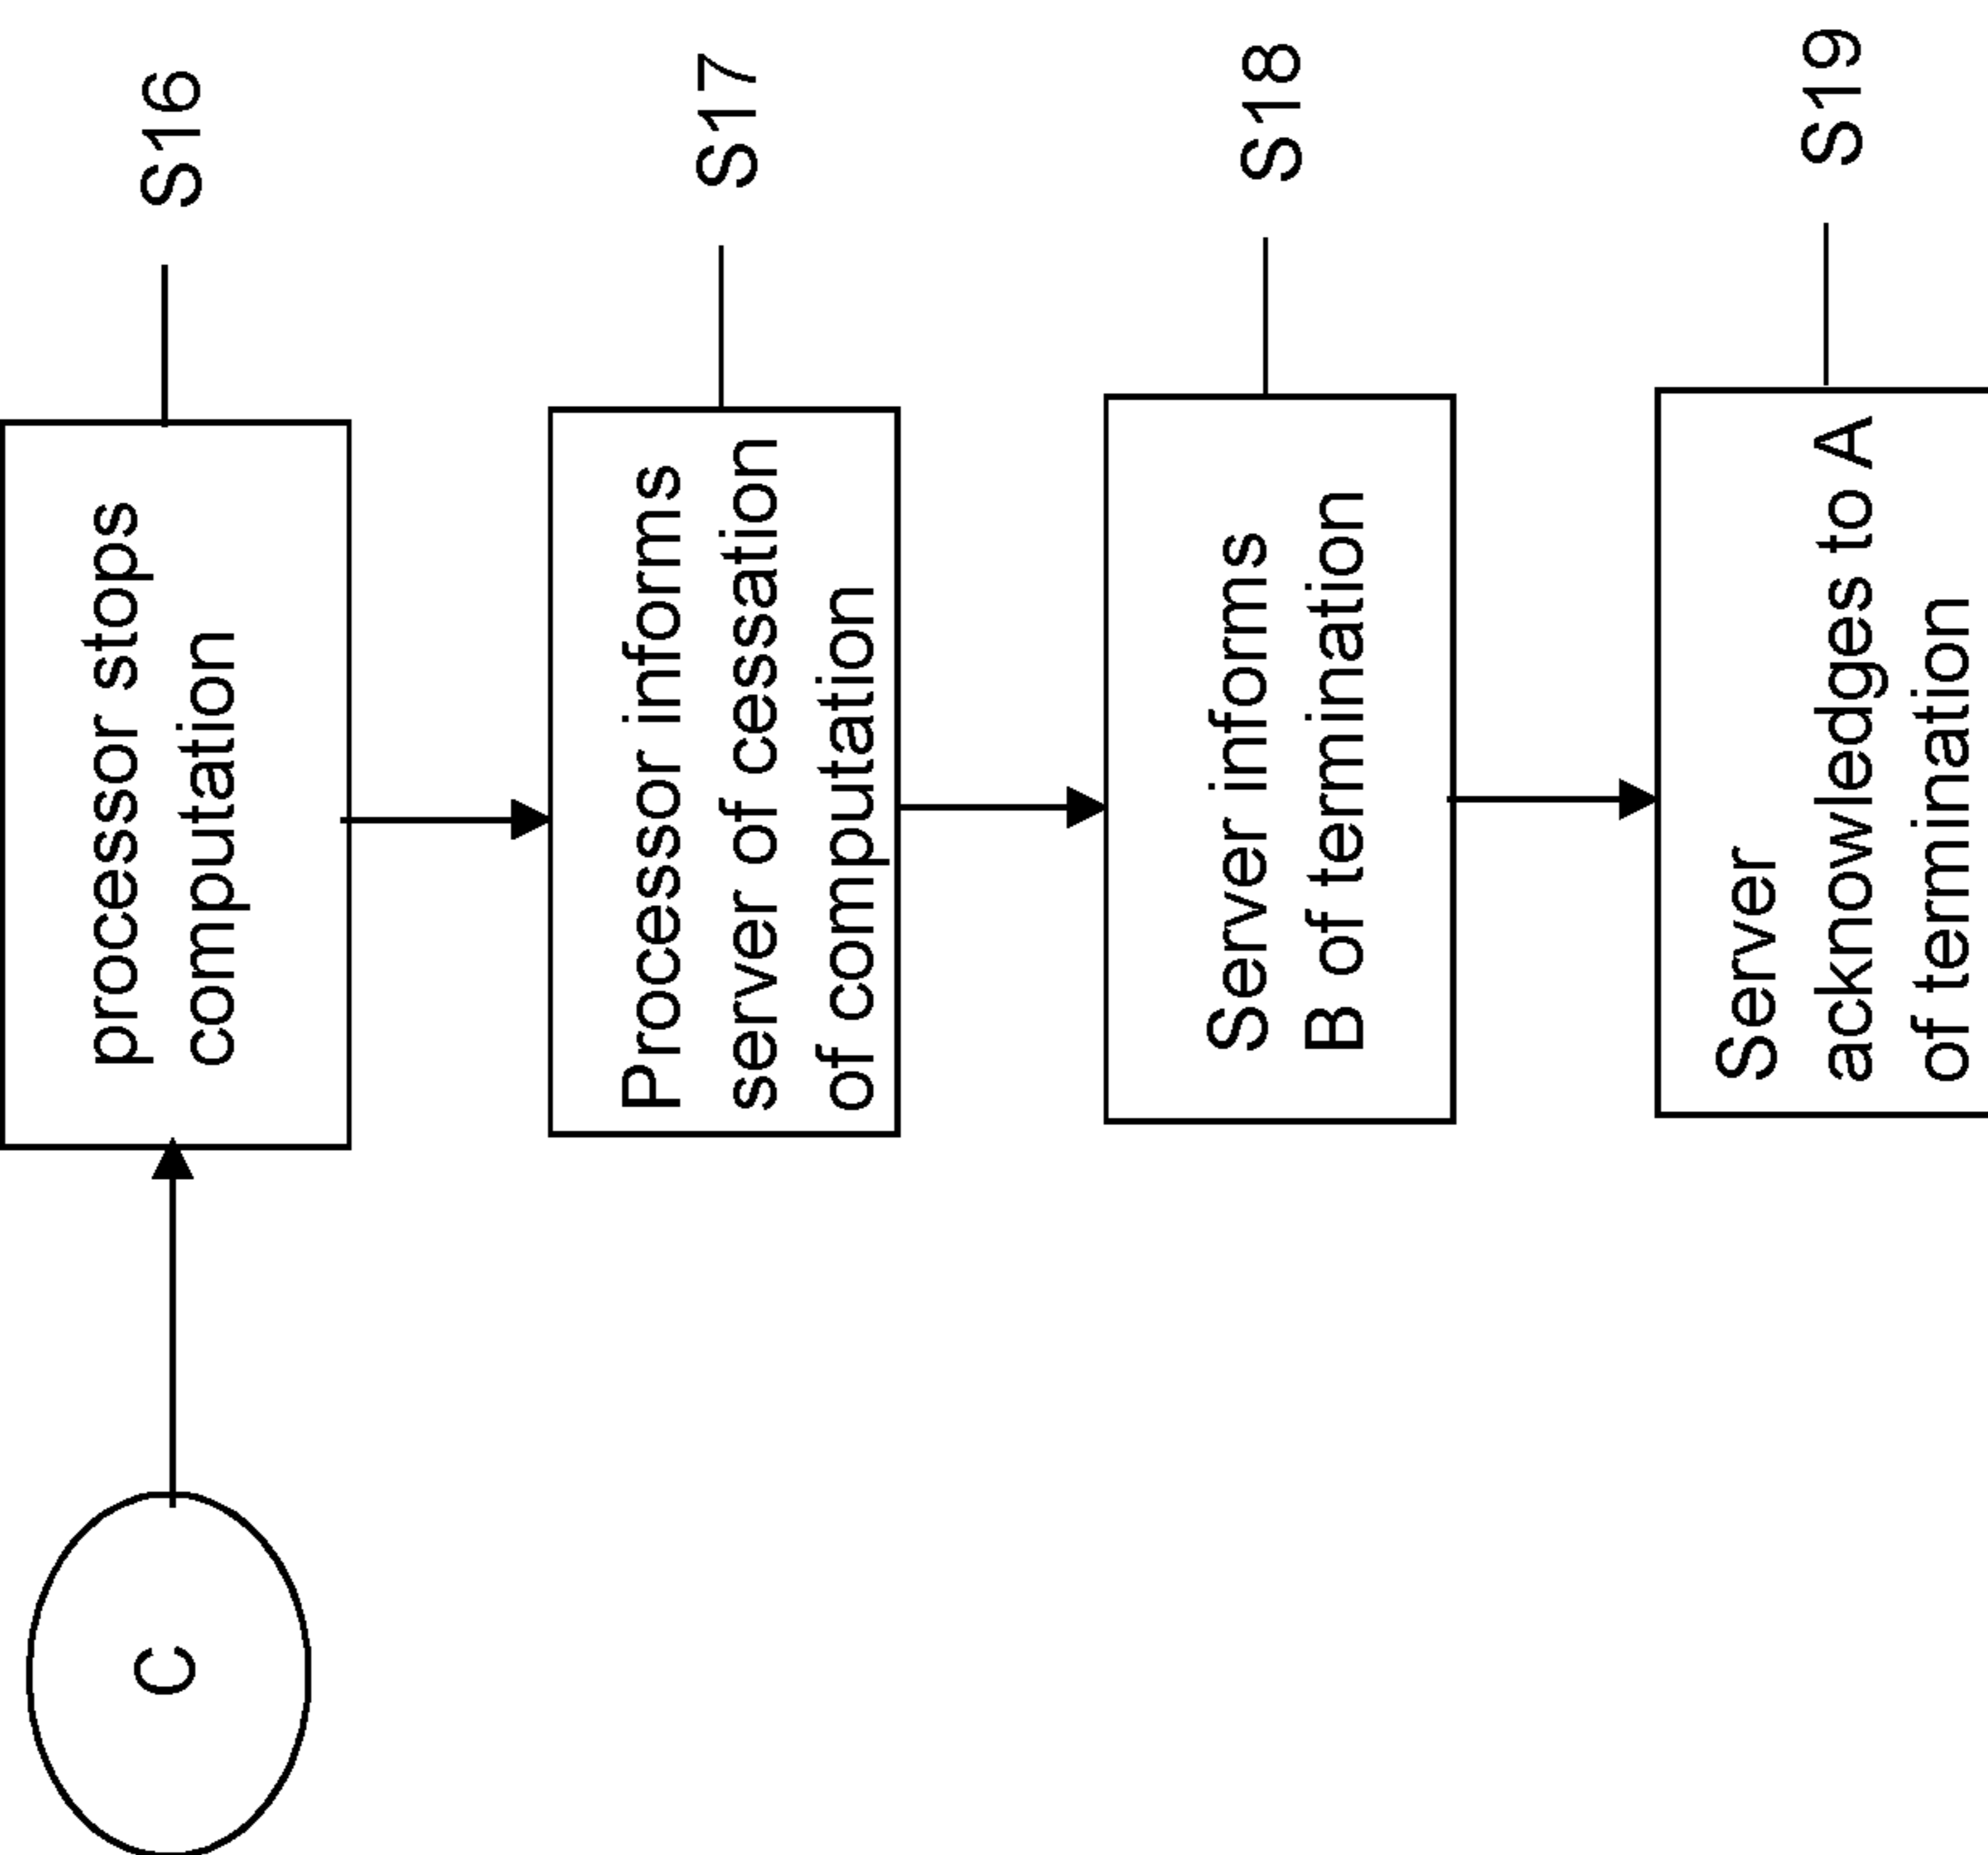 C
processor stops
computation
S16
Processor informs
server of cessation
of computation
S17
Server informs
B of termination
S18
Server
acknowledges to A
of termination
S19